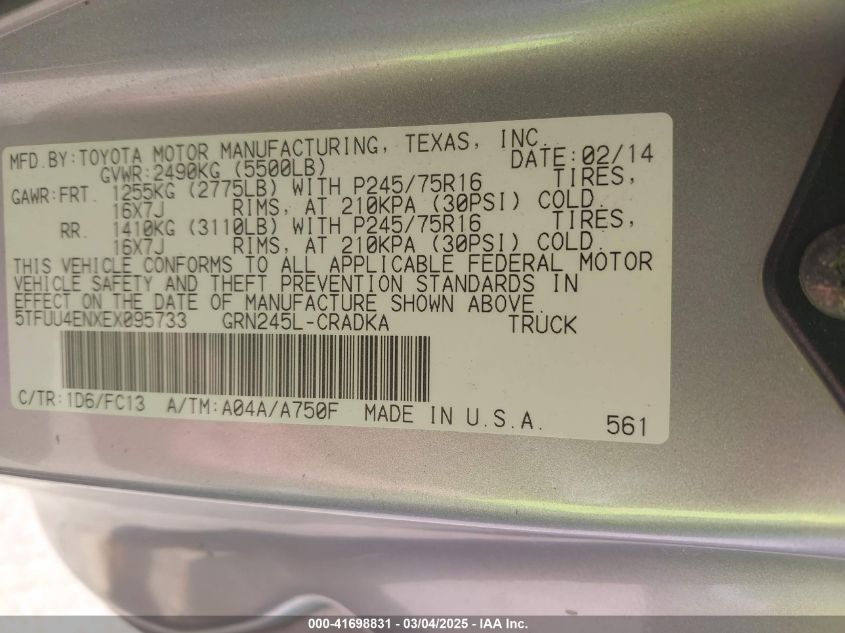 MFD.BY:TOYOTA MOTOR MANUFACTURING, TEXAS, INC.
GVWR:2490KG (5500LB) DATE:02/14
GAWR:FRT. 1255KG (2775LB) WITH P245/75R16 TIRES,
16X7J RIMS, AT 210KPA (30PSI) COLD.
RR. 1410KG (3110LB) WITH P245/75R16 TIRES,
16X7J RIMS, AT 210KPA (30PSI) COLD.
THIS VEHICLE CONFORMS TO ALL APPLICABLE FEDERAL MOTOR
VEHICLE SAFETY AND THEFT PREVENTION STANDARDS IN
EFFECT ON THE DATE OF MANUFACTURE SHOWN ABOVE.
5TFUU4ENXEX095733 GRN245L-CRADKA TRUCK
C/TR:1D6/FC13 A/TM:A04A/A750F MADE IN U.S.A. 561
000-41698831 - 03/04/2025 - IAA Inc.